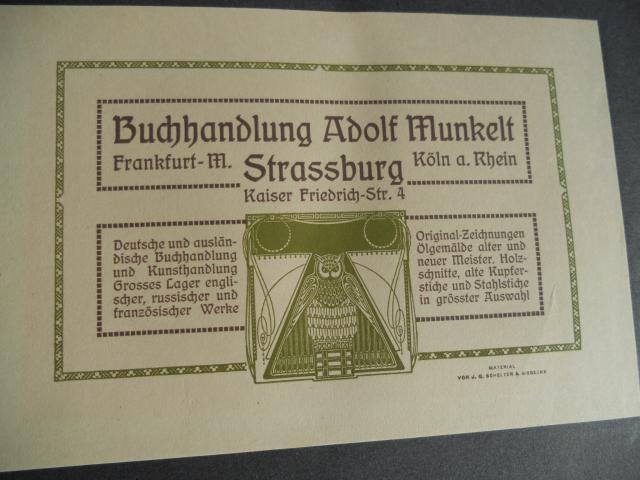 Buchhandlung Adolf Munkelt
Frankfurt-M. Strassburg Köln a. Rhein
Kaiser Friedrich-Str. 4
Deutsche und auslän-
dische Buchhandlung
und Kunsthandlung
Grosses Lager engli-
scher, russischer und
französischer Werke
Original-Zeichnungen
Ölgemälde alter und
neuer Meister. Holz-
schnitte, alte Kupfer-
stiche und Stahlstiche
in grösster Auswahl
MATERIAL
VON J. G. SCHELTER & GIESECKE